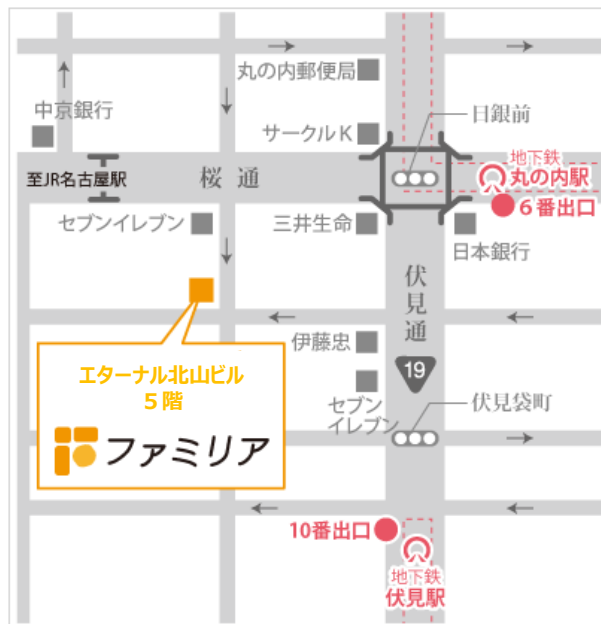 丸の内郵便局
日銀前
中京銀行
サークルK
地下鉄
丸の内駅
至JR名古屋駅
桜通
6番出口
セブンイレブン
三井生命
日本銀行
伏見通
伊藤忠
19
エターナル北山ビル
5階
セブン
イレブン
伏見袋町
ファミリア
10番出口
地下鉄
伏見駅